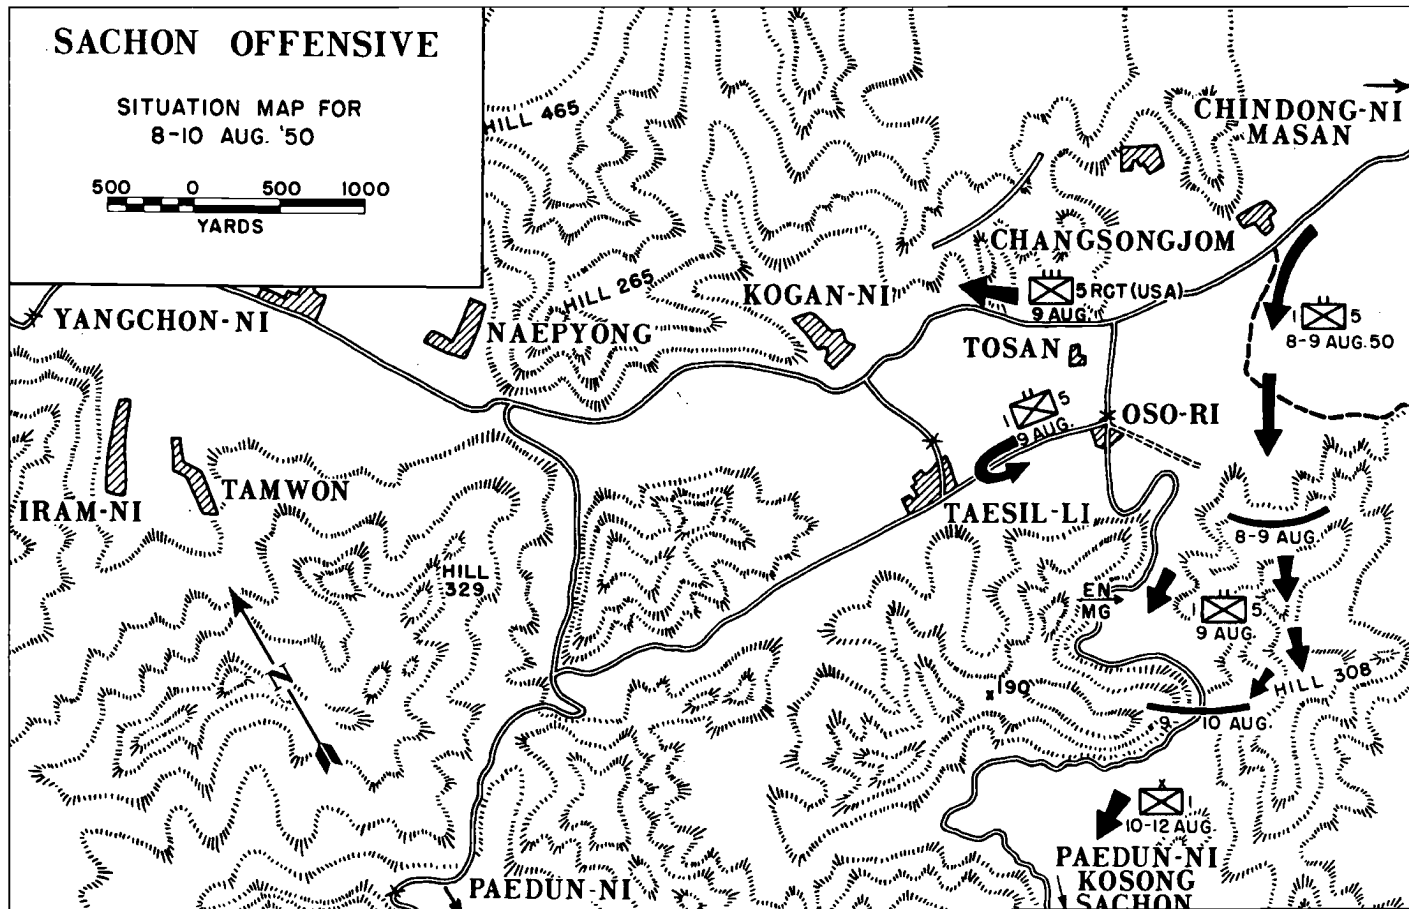 SACHON OFFENSIVE
SITUATION MAP FOR
8-10 AUG. '50
500 0 500 1000
YARDS
HILL 465
CHINDONG-NI
MASAN
CHANGSONGJOM
HILL 265
KOGAN-NI
5 RCT (USA)
9 AUG.
1 5
8-9 AUG. 50
YANGCHON-NI
NAEPYONG
TOSAN
1 5
9 AUG.
OSO-RI
IRAM-NI
TAMWON
TAESIL-LI
8-9 AUG.
HILL
329
EN
MG
1 5
9 AUG.
N
190
HILL 308
9- 10 AUG.
1
10-12 AUG.
PAEDUN-NI
PAEDUN-NI
KOSONG
SACHON